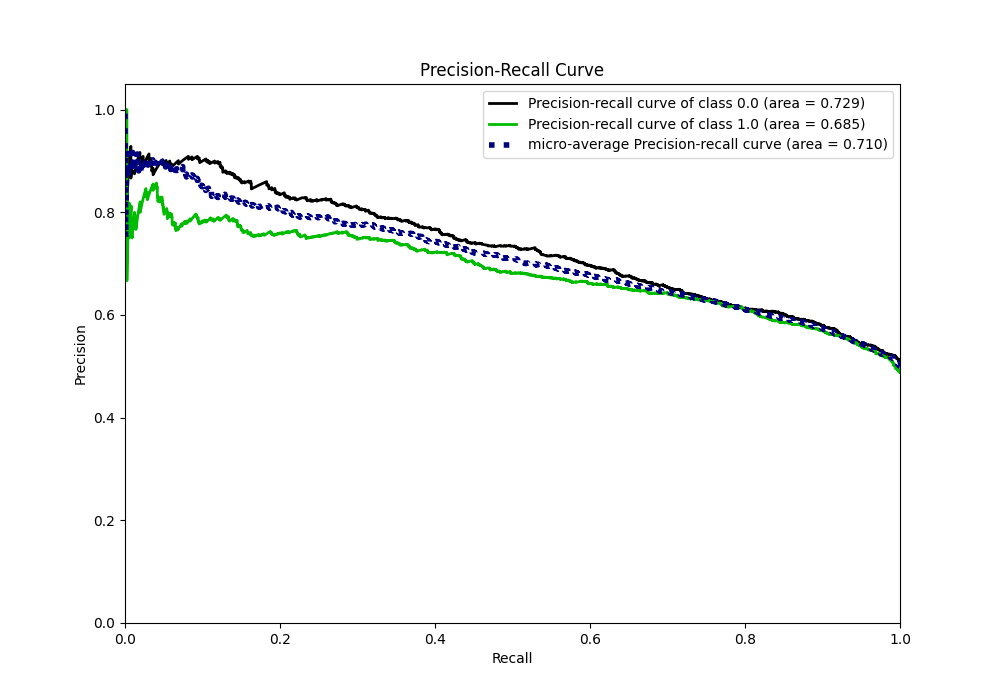 Precision-Recall Curve
Precision-recall curve of class 0.0 (area = 0.729)
Precision-recall curve of class 1.0 (area = 0.685)
micro-average Precision-recall curve (area = 0.710)
Precision
1.0
0.8
0.6
0.4
0.2
0.0
0.0 0.2 0.4 0.6 0.8 1.0
Recall